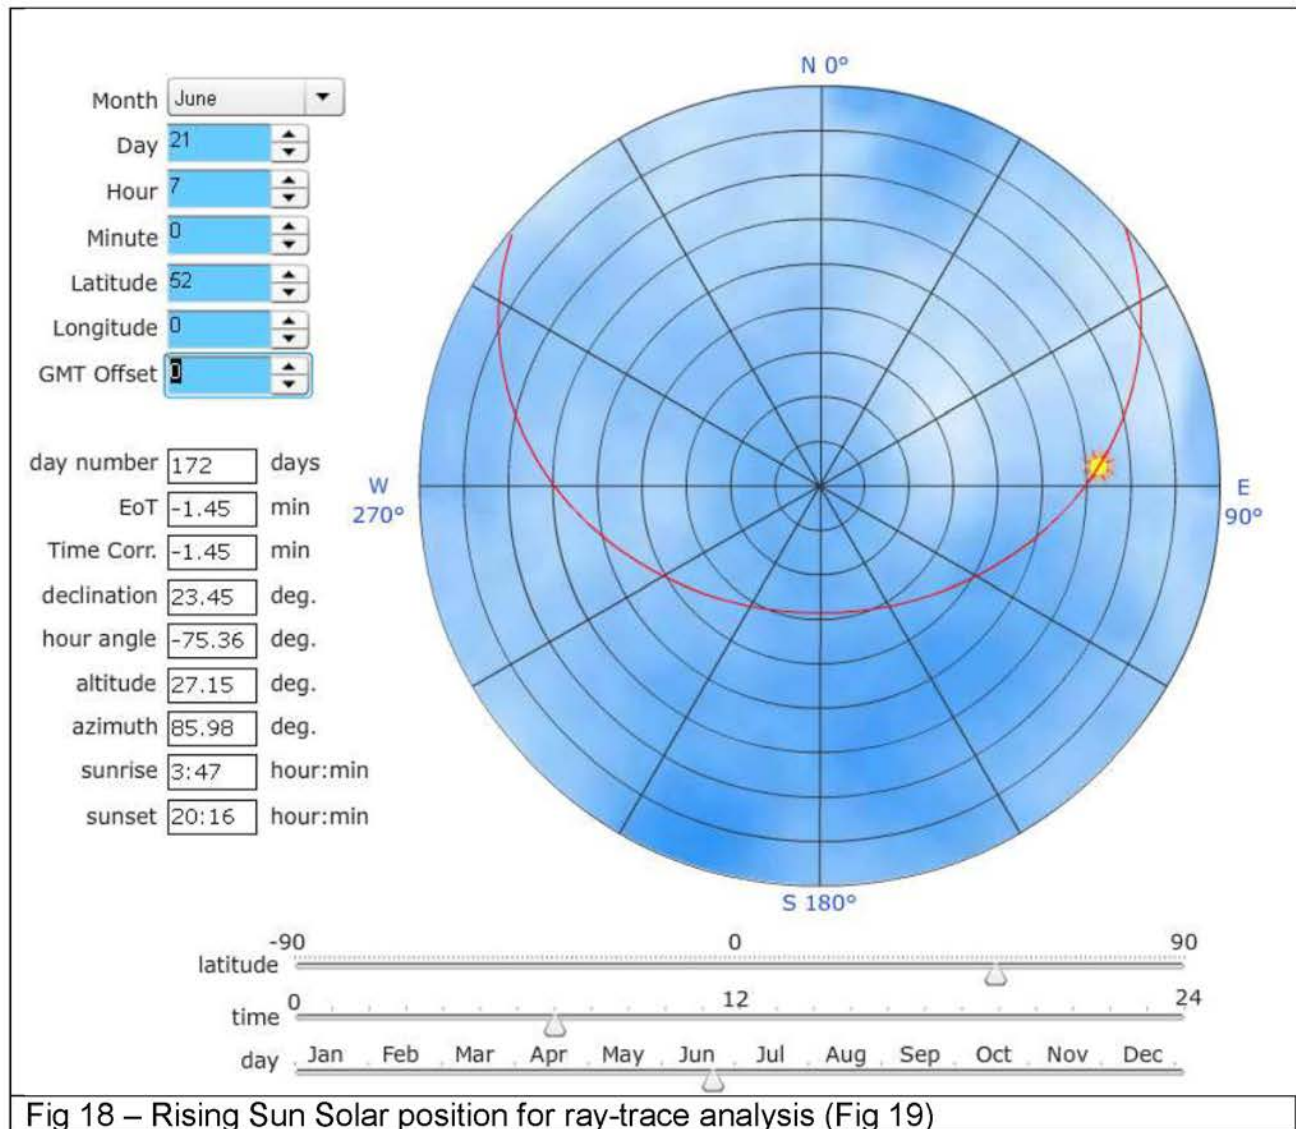 Month June
Day 21
Hour 7
Minute 0
Latitude 52
Longitude 0
GMT Offset 0
day number 172 days
EoT -1.45 min
Time Corr. -1.45 min
declination 23.45 deg.
hour angle -75.36 deg.
altitude 27.15 deg.
azimuth 85.98 deg.
sunrise 3:47 hour:min
sunset 20:16 hour:min
N 0°
W
270°
E
90°
S 180°
-90 0 90
latitude
0 12 24
time
Jan Feb Mar Apr May Jun Jul Aug Sep Oct Nov Dec
day
Fig 18 – Rising Sun Solar position for ray-trace analysis (Fig 19)